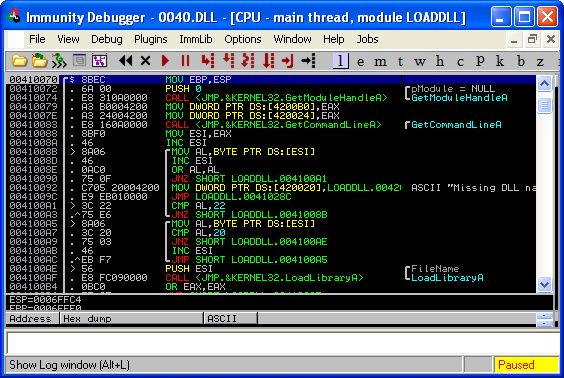 Immunity Debugger - 0040.DLL - [CPU - main thread, module LOADDLL]
File View Debug Plugins ImmLib Options Window Help Jobs
l e m t w h c p k b
00410070 $ 8BEC MOV EBP,ESP
00410072 . 6A 00 PUSH 0 pModule = NULL
00410074 . E8 310A0000 CALL <JMP.&KERNEL32.GetModuleHandleA> GetModuleHandleA
00410079 . A3 B0004200 MOV DWORD PTR DS:[4200B0],EAX
0041007E . A3 24004200 MOV DWORD PTR DS:[420024],EAX
00410083 . E8 160A0000 CALL <JMP.&KERNEL32.GetCommandLineA> GetCommandLineA
00410088 . 8BF0 MOV ESI,EAX
0041008A . 46 INC ESI
0041008B > 8A06 MOV AL,BYTE PTR DS:[ESI]
0041008D . 46 INC ESI
0041008E . 0AC0 OR AL,AL
00410090 . 75 0F JNZ SHORT LOADDLL.004100A1
00410092 . C705 20004200 MOV DWORD PTR DS:[420020],LOADDLL.0042 ASCII "Missing DLL na
0041009C . E9 EB010000 JMP LOADDLL.0041028C
004100A1 > 3C 22 CMP AL,22
004100A3 .^75 E6 JNZ SHORT LOADDLL.0041008B
004100A5 > 8A06 MOV AL,BYTE PTR DS:[ESI]
004100A7 . 3C 20 CMP AL,20
004100A9 . 75 03 JNZ SHORT LOADDLL.004100AE
004100AB . 46 INC ESI
004100AC .^EB F7 JMP SHORT LOADDLL.004100A5
004100AE > 56 PUSH ESI FileName
004100AF . E8 FC090000 CALL <JMP.&KERNEL32.LoadLibraryA> LoadLibraryA
004100B4 . 0BC0 OR EAX,EAX
ESP=0006FFC4
Address Hex dump ASCII
Show Log window (Alt+L) Paused